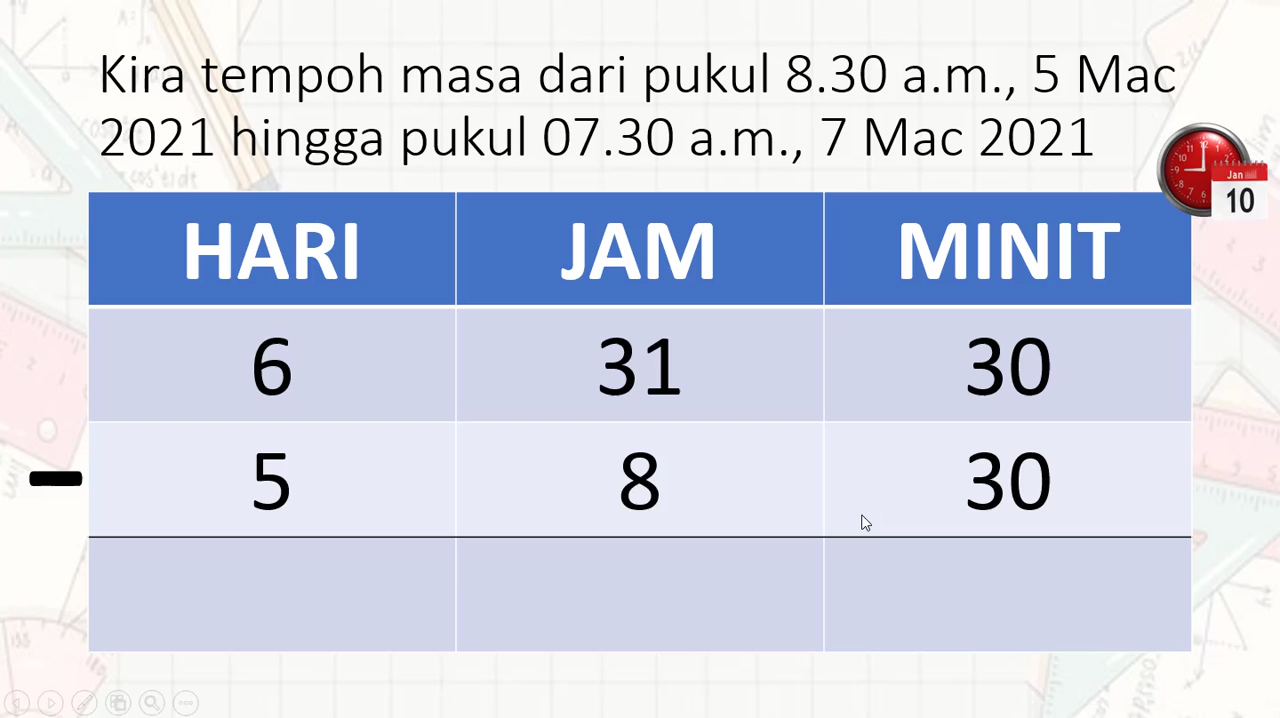 Kira tempoh masa dari pukul 8.30 a.m., 5 Mac
2021 hingga pukul 07.30 a.m., 7 Mac 2021
Jan
10
HARI JAM MINIT
6 31 30
- 5 8 30